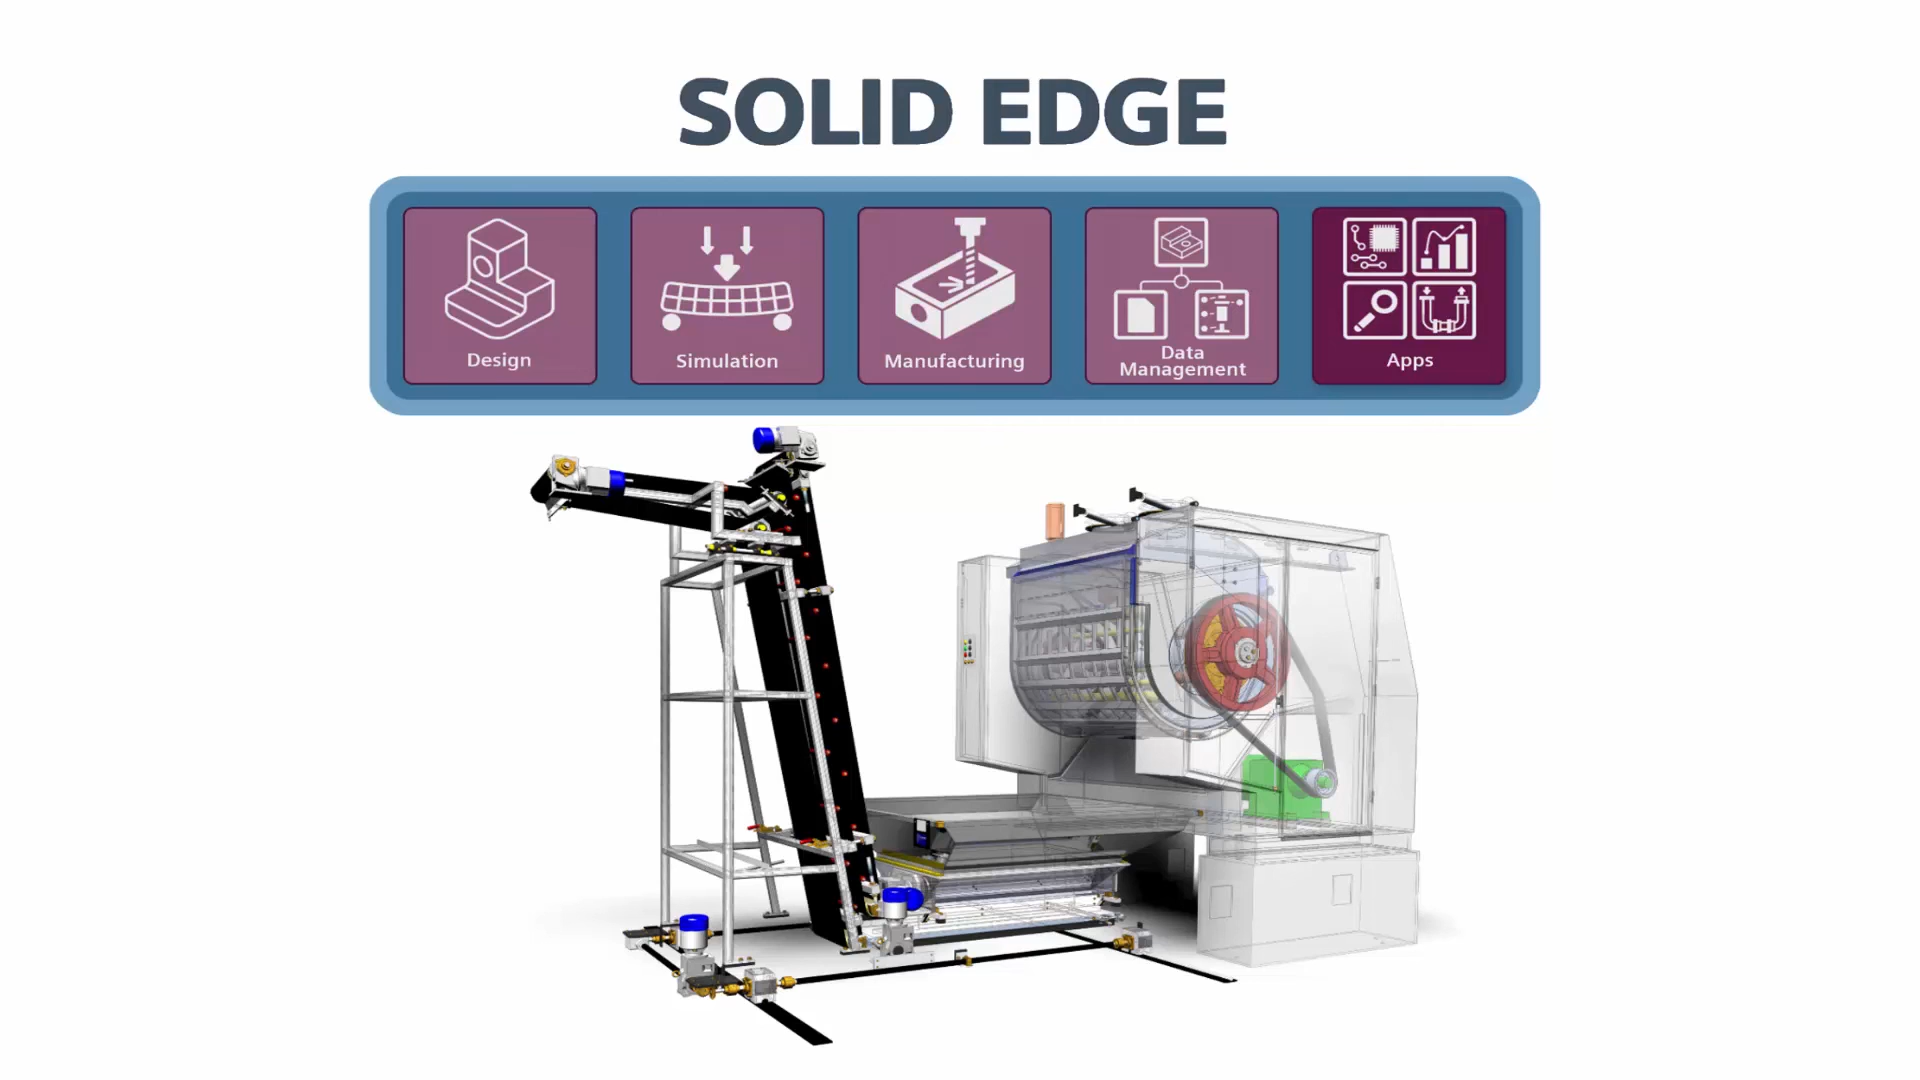 SOLID EDGE
Design
Simulation
Manufacturing
Data
Management
Apps